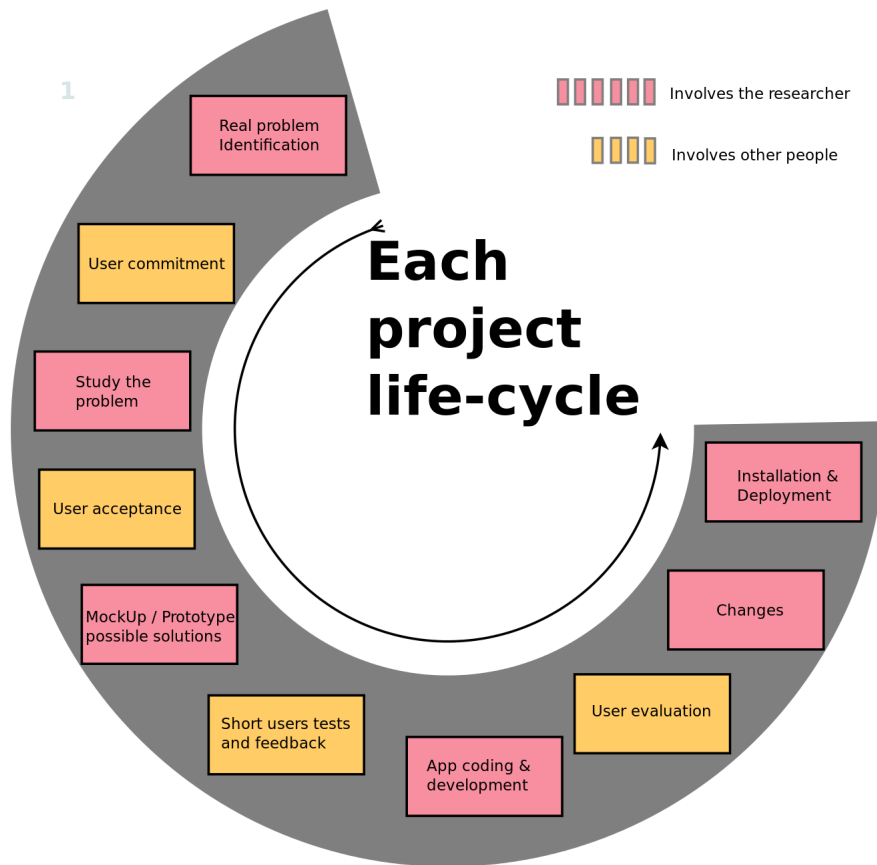 1
Involves the researcher
Involves other people
Each
project
life-cycle
Real problem
Identification
User commitment
Study the
problem
User acceptance
MockUp / Prototype
possible solutions
Short users tests
and feedback
App coding &
development
User evaluation
Changes
Installation &
Deployment